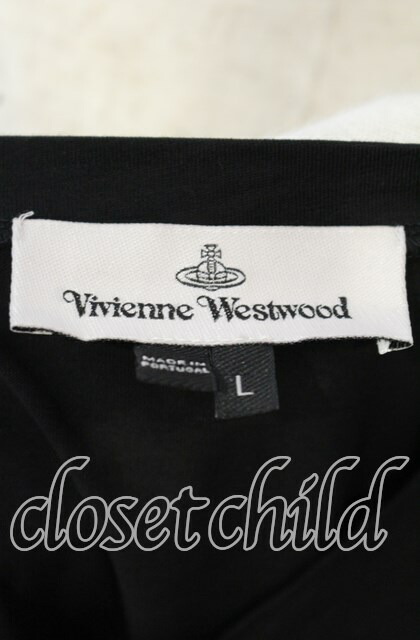 Vivienne Westwood
MADE IN
PORTUGAL
L
closet child